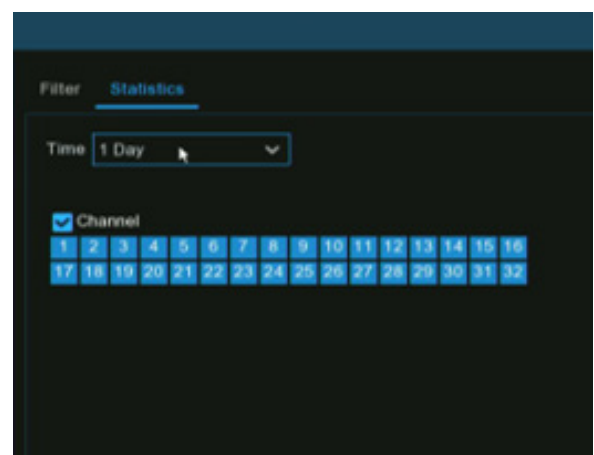 Filter Statistics
Time 1 Day
Channel
1 2 3 4 5 6 7 8 9 10 11 12 13 14 15 16
17 18 19 20 21 22 23 24 25 26 27 28 29 30 31 32